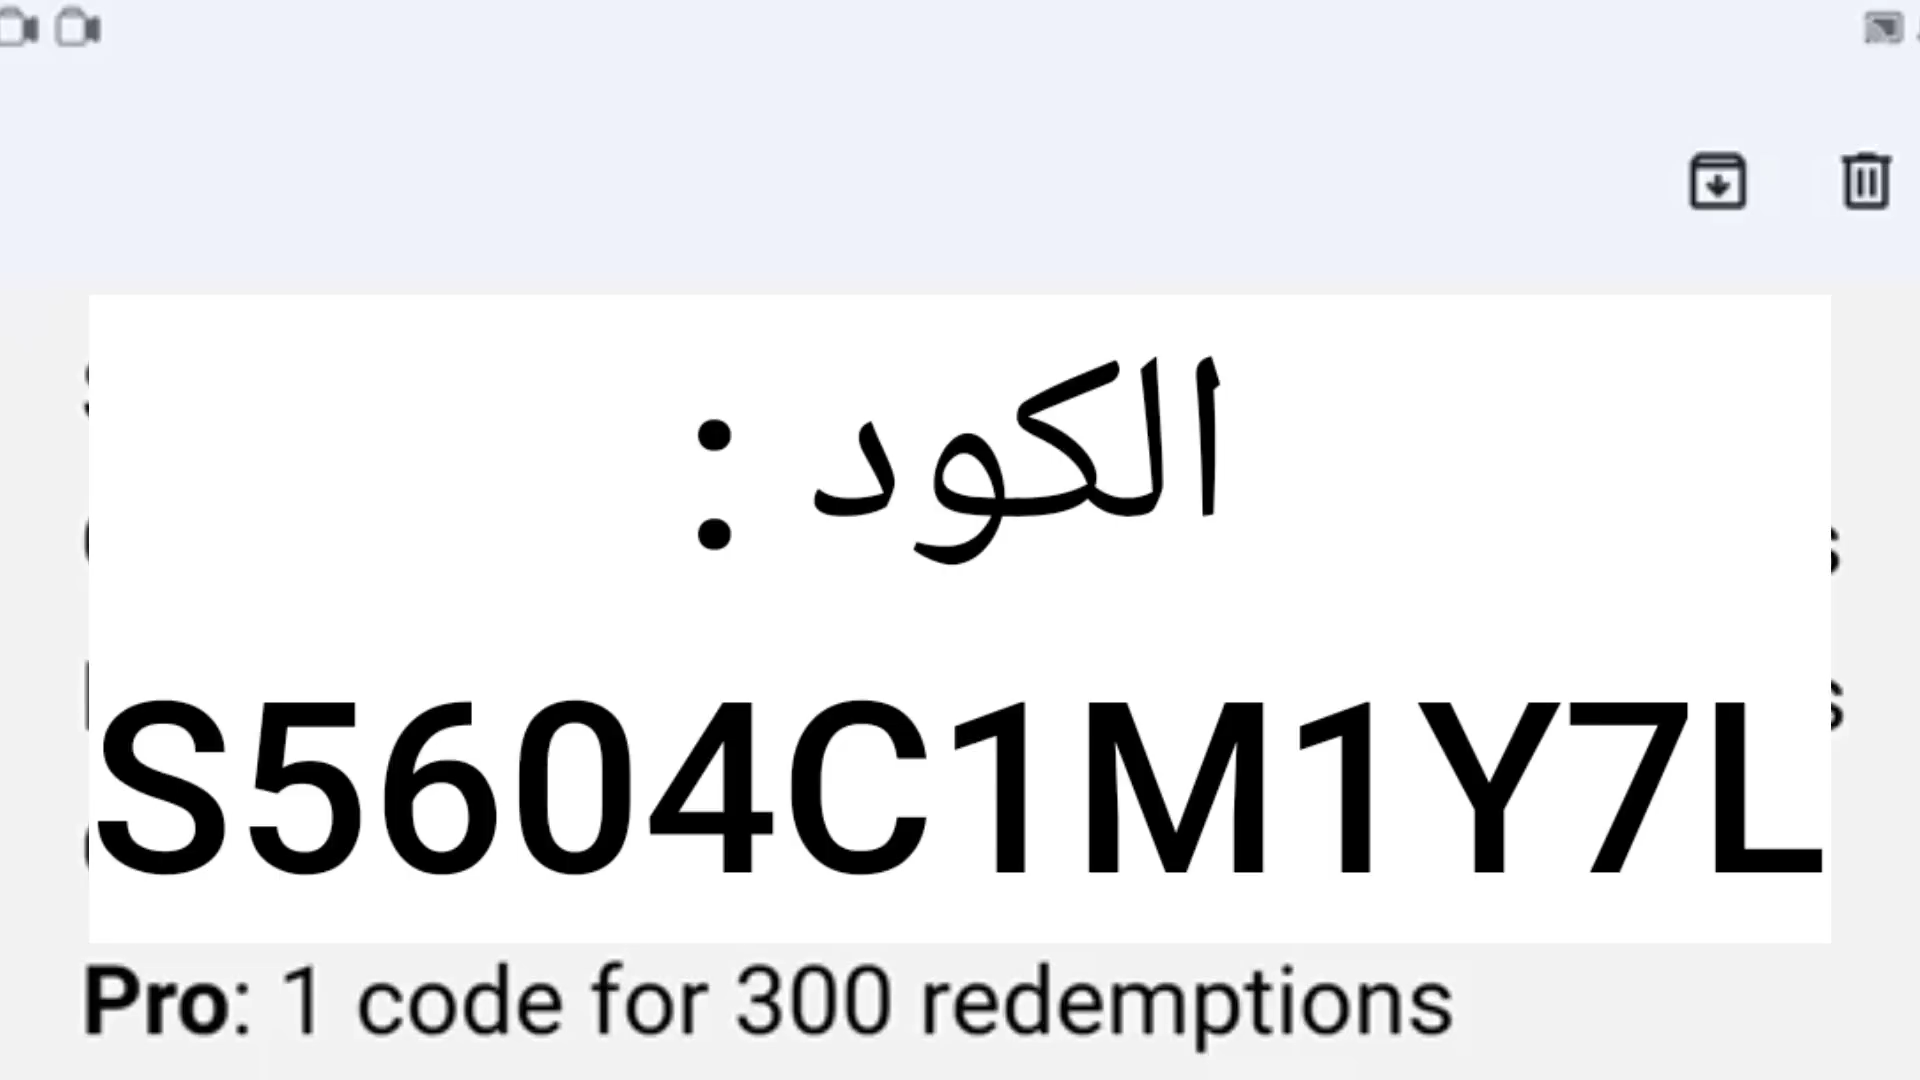 الكود :
S5604C1M1Y7L
Pro: 1 code for 300 redemptions